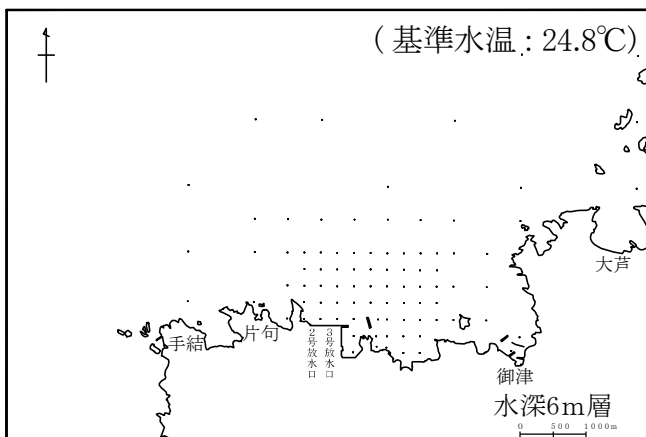 (基準水温：24.8℃)
大芦
手結
片句
2号放水口
3号放水口
御津
水深6m層
0 500 1000m